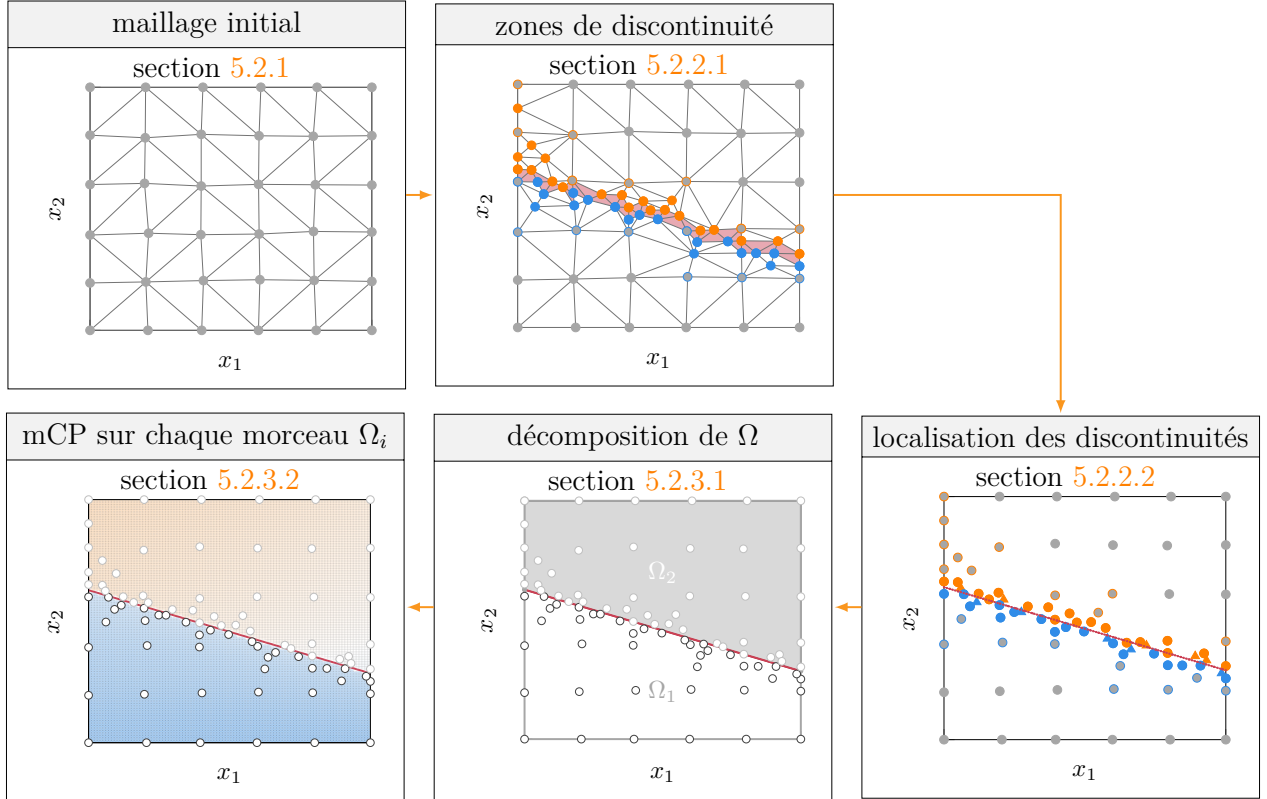 maillage initial
section 5.2.1
x₂
x₁
zones de discontinuité
section 5.2.2.1
x₂
x₁
mCP sur chaque morceau Ωᵢ
section 5.2.3.2
x₂
x₁
décomposition de Ω
section 5.2.3.1
Ω₂
Ω₁
x₂
x₁
localisation des discontinuités
section 5.2.2.2
x₂
x₁